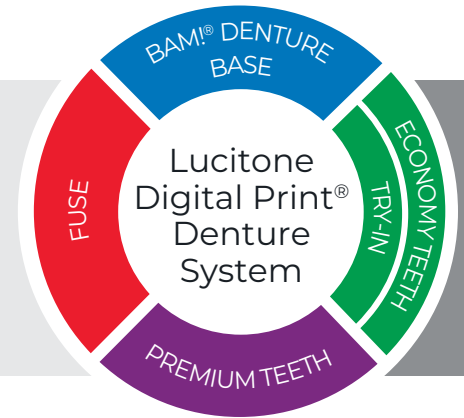 BAM!® DENTURE
BASE
FUSE
Lucitone
Digital Print®
Denture
System
TRY-IN
ECONOMY TEETH
PREMIUM TEETH